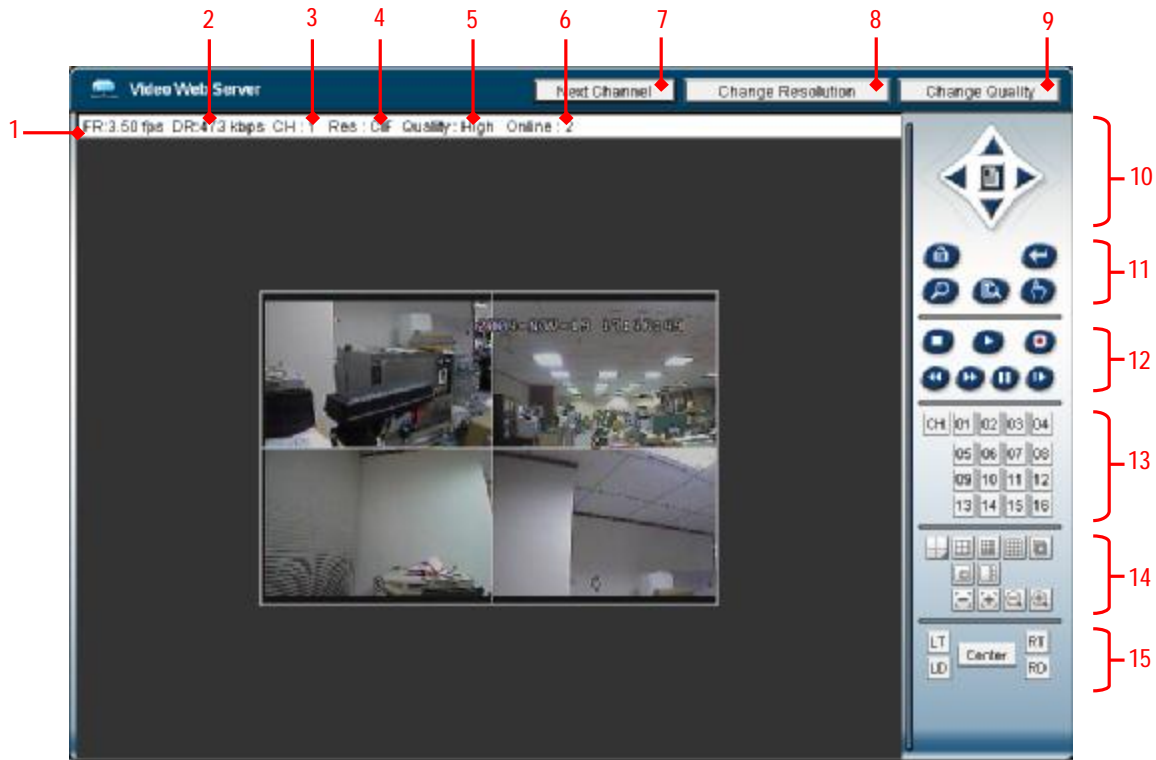 2 3 4 5 6 7 8 9
Video Web Server Next Channel Change Resolution Change Quality
1 FR:3.50 fps DR:473 kbps CH : 1 Res : CIF Quality : High Online : 2
10
11
17:47:49
12
CH 01 02 03 04
13
05 06 07 08
09 10 11 12
13 14 15 16
14
LT Center RT
15
RD